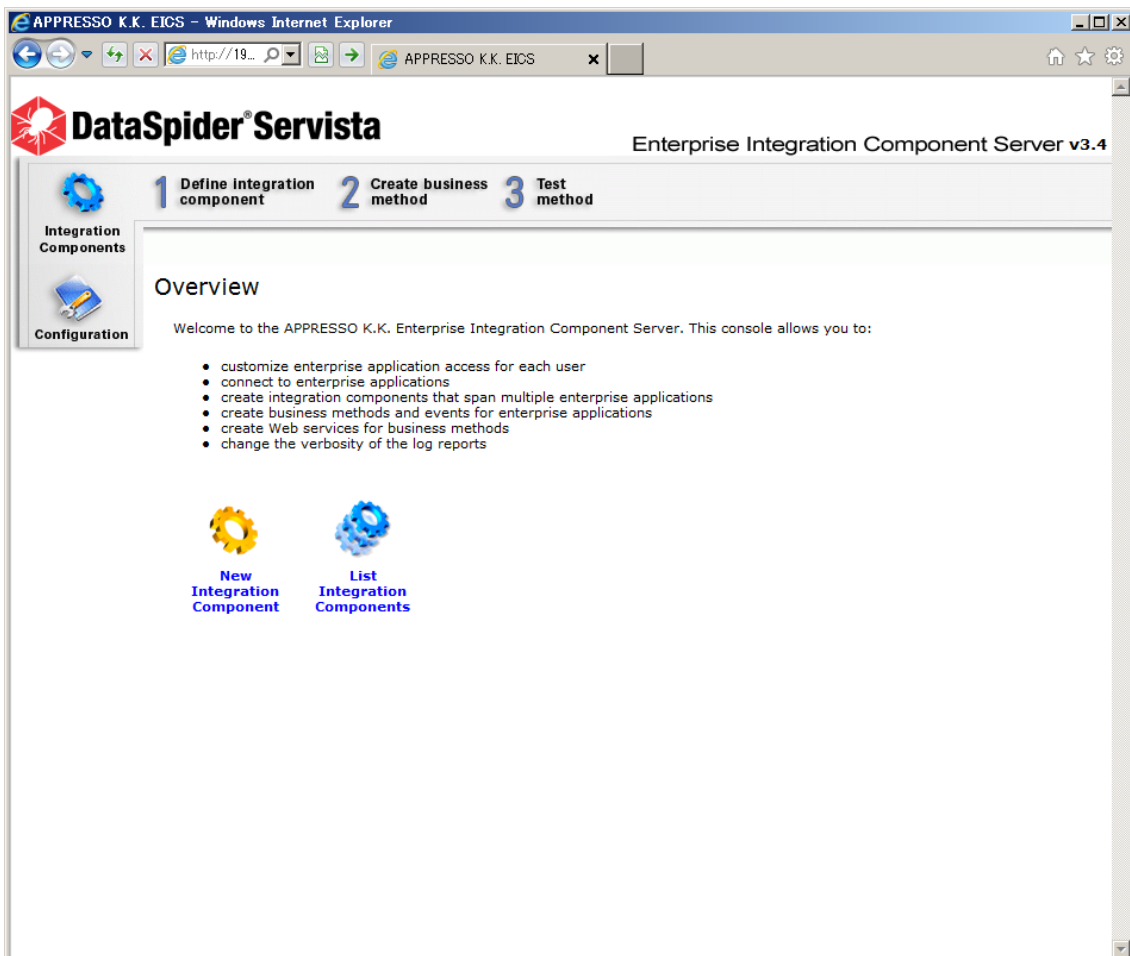 APPRESSO K.K. EICS - Windows Internet Explorer
http://19...
APPRESSO K.K. EICS
DataSpider® Servista
Enterprise Integration Component Server v3.4
1 Define integration component
2 Create business method
3 Test method
Integration
Components
Configuration
Overview
Welcome to the APPRESSO K.K. Enterprise Integration Component Server. This console allows you to:
• customize enterprise application access for each user
• connect to enterprise applications
• create integration components that span multiple enterprise applications
• create business methods and events for enterprise applications
• create Web services for business methods
• change the verbosity of the log reports
New
Integration
Component
List
Integration
Components